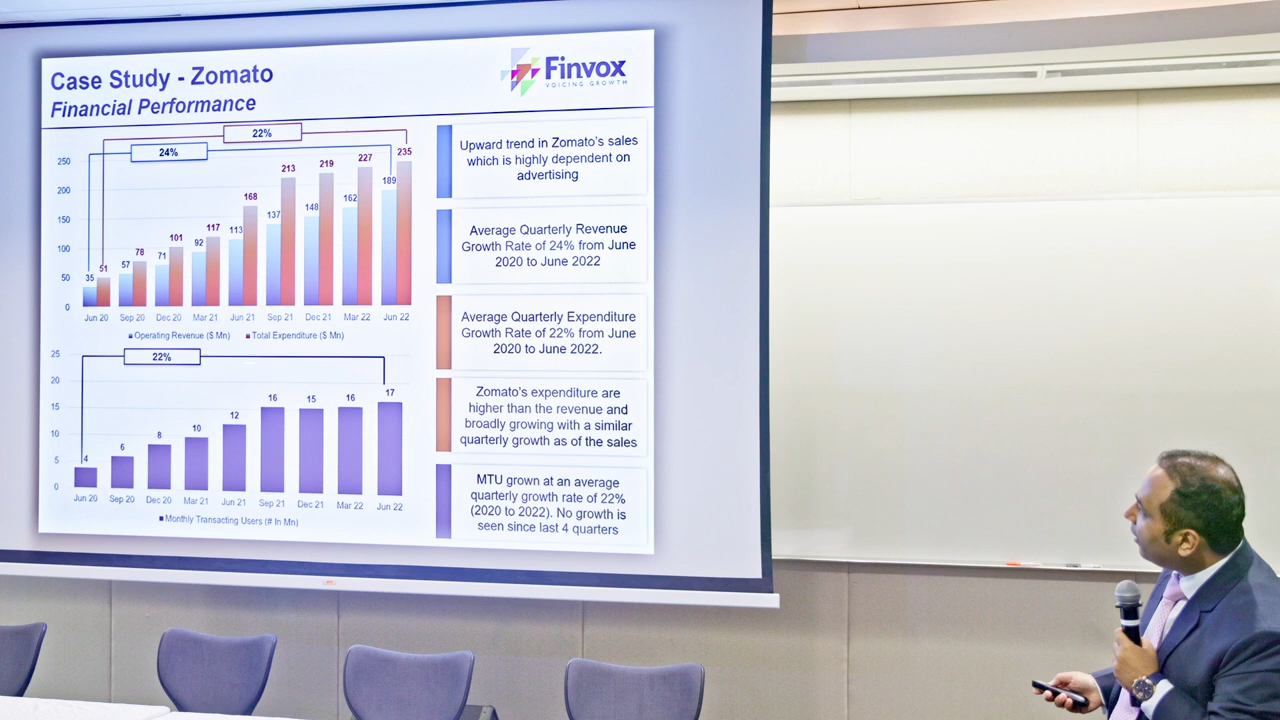 Case Study - Zomato
Financial Performance
Finvox
VOICING GROWTH
22%
24%
250
200
150
100
50
0
35 51 57 78 71 101 92 117 113 168 137 213 148 219 162 227 189 235
Jun 20 Sep 20 Dec 20 Mar 21 Jun 21 Sep 21 Dec 21 Mar 22 Jun 22
Operating Revenue ($ Mn) Total Expenditure ($ Mn)
22%
25
20
15
10
5
0
4 6 8 10 12 16 15 16 17
Jun 20 Sep 20 Dec 20 Mar 21 Jun 21 Sep 21 Dec 21 Mar 22 Jun 22
Monthly Transacting Users (# In Mn)
Upward trend in Zomato's sales
which is highly dependent on
advertising
Average Quarterly Revenue
Growth Rate of 24% from June
2020 to June 2022
Average Quarterly Expenditure
Growth Rate of 22% from June
2020 to June 2022.
Zomato's expenditure are
higher than the revenue and
broadly growing with a similar
quarterly growth as of the sales
MTU grown at an average
quarterly growth rate of 22%
(2020 to 2022). No growth is
seen since last 4 quarters